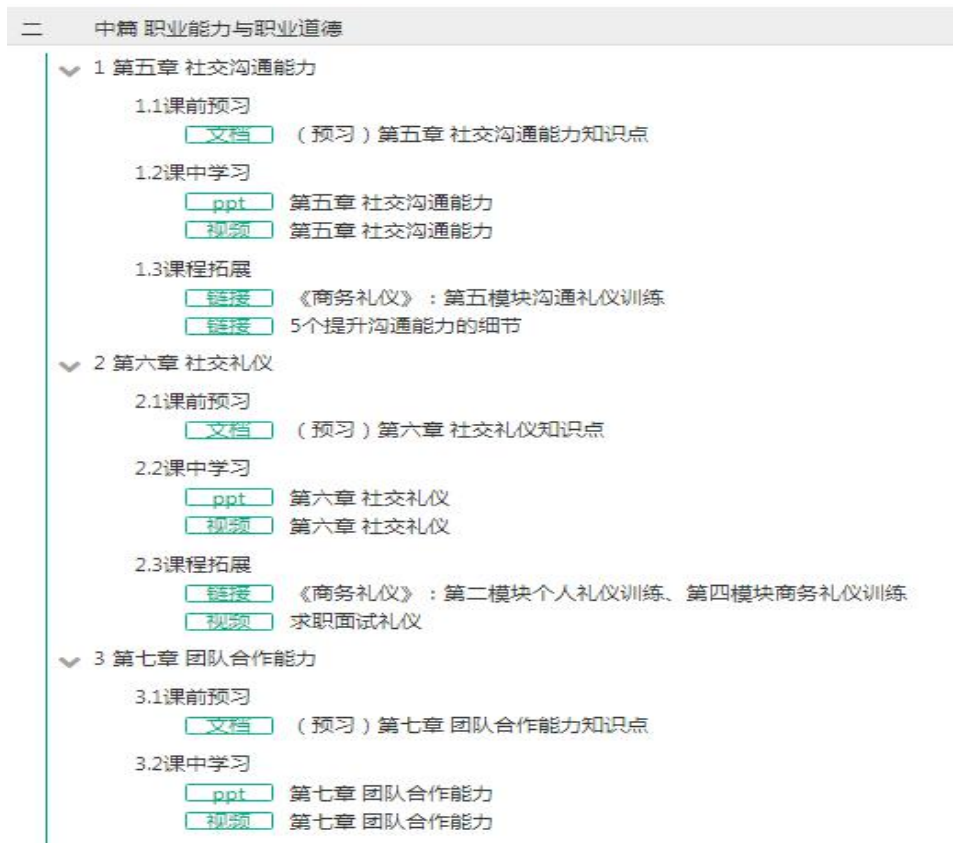 二 中篇 职业能力与职业道德
1 第五章 社交沟通能力
1.1课前预习
文档 （预习）第五章 社交沟通能力知识点
1.2课中学习
ppt 第五章 社交沟通能力
视频 第五章 社交沟通能力
1.3课程拓展
链接 《商务礼仪》：第五模块沟通礼仪训练
链接 5个提升沟通能力的细节
2 第六章 社交礼仪
2.1课前预习
文档 （预习）第六章 社交礼仪知识点
2.2课中学习
ppt 第六章 社交礼仪
视频 第六章 社交礼仪
2.3课程拓展
链接 《商务礼仪》：第二模块个人礼仪训练、第四模块商务礼仪训练
视频 求职面试礼仪
3 第七章 团队合作能力
3.1课前预习
文档 （预习）第七章 团队合作能力知识点
3.2课中学习
ppt 第七章 团队合作能力
视频 第七章 团队合作能力